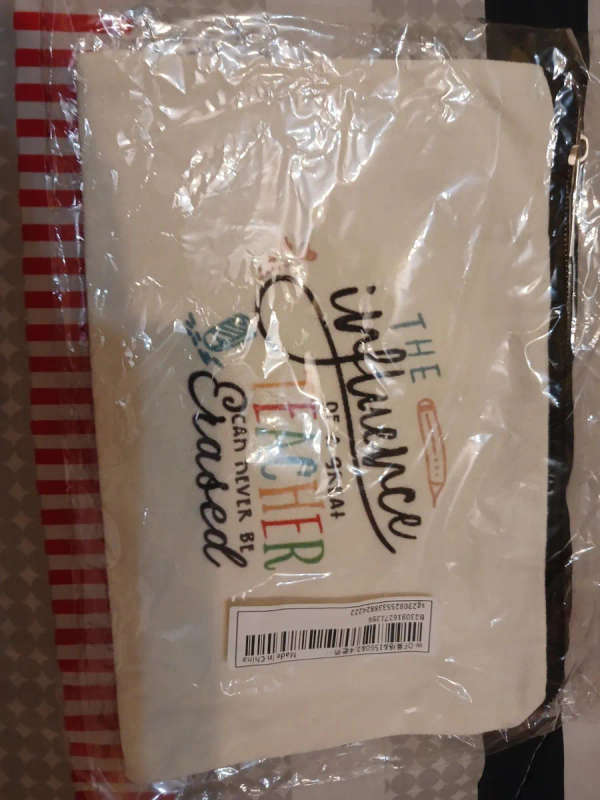 THE
influence
OF A GREAT
TEACHER
CAN NEVER BE
Erased
Made in China